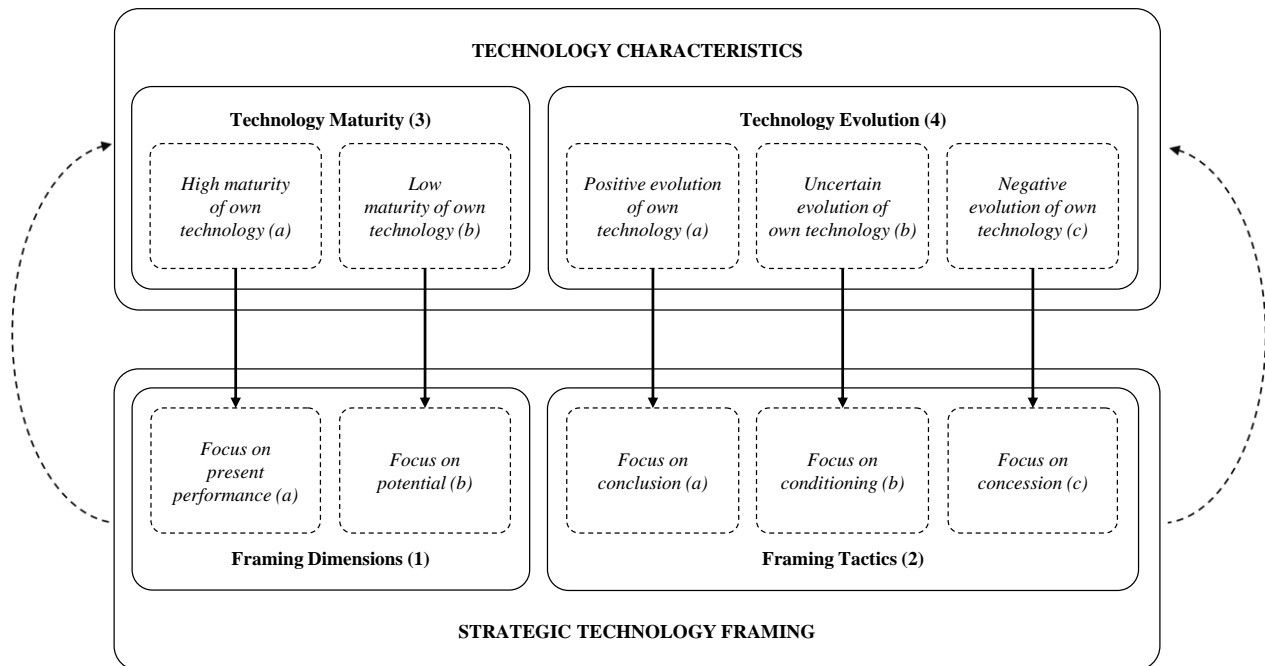 TECHNOLOGY CHARACTERISTICS
Technology Maturity (3)
High maturity
of own
technology (a)
Low
maturity of own
technology (b)
Technology Evolution (4)
Positive evolution
of own
technology (a)
Uncertain
evolution of
own technology (b)
Negative
evolution of own
technology (c)
Focus on
present
performance (a)
Focus on
potential (b)
Framing Dimensions (1)
Focus on
conclusion (a)
Focus on
conditioning (b)
Focus on
concession (c)
Framing Tactics (2)
STRATEGIC TECHNOLOGY FRAMING